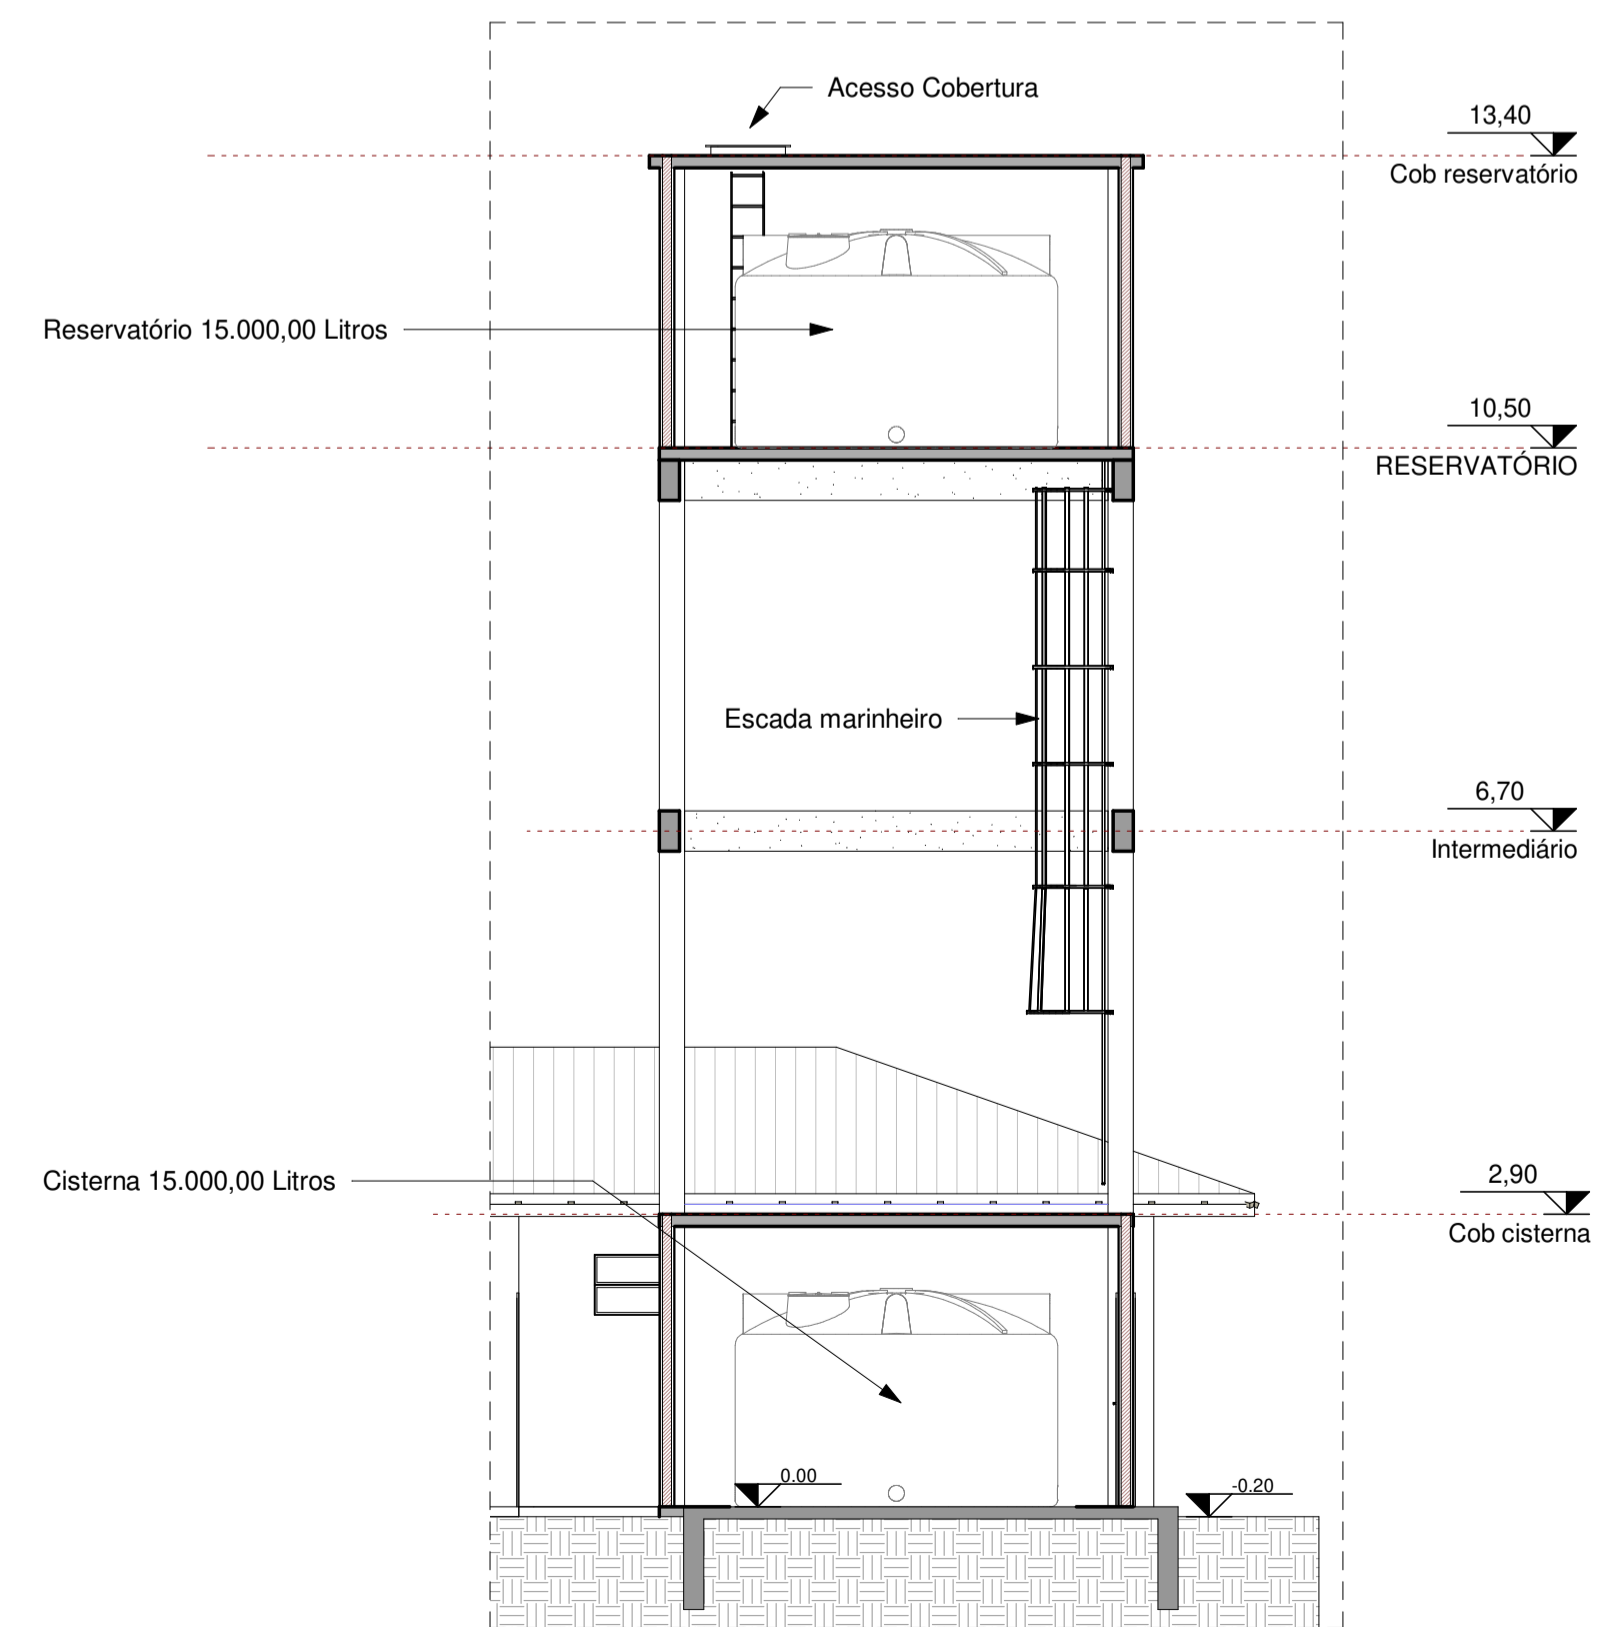 Acesso Cobertura
13,40
Cob reservatório
Reservatório 15.000,00 Litros
10,50
RESERVATÓRIO
Escada marinheiro
6,70
Intermediário
Cisterna 15.000,00 Litros
2,90
Cob cisterna
0.00
-0.20